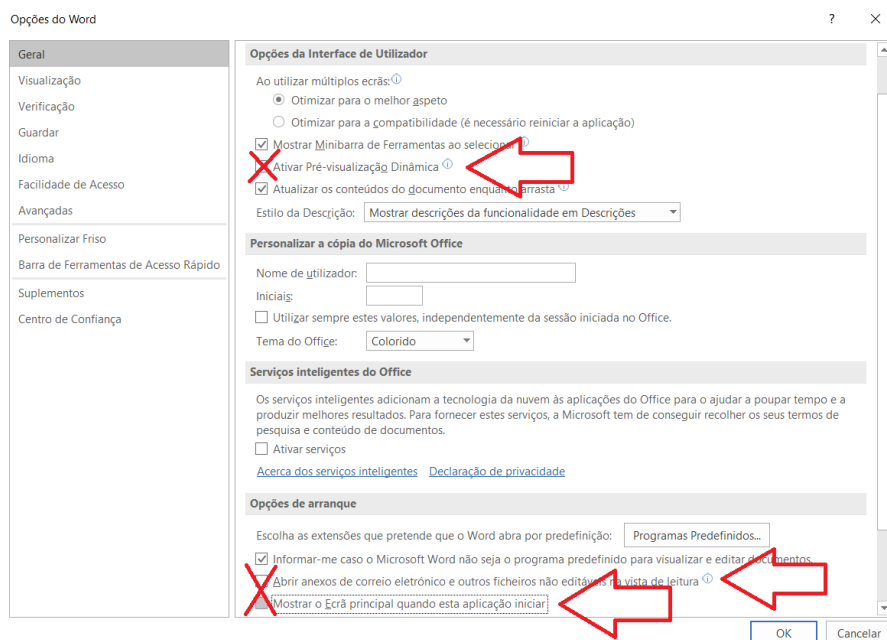 Opções do Word
?
Geral
Visualização
Verificação
Guardar
Idioma
Facilidade de Acesso
Avançadas
Personalizar Friso
Barra de Ferramentas de Acesso Rápido
Suplementos
Centro de Confiança
Opções da Interface de Utilizador
Ao utilizar múltiplos ecrãs:
Otimizar para o melhor aspeto
Otimizar para a compatibilidade (é necessário reiniciar a aplicação)
Mostrar Minibarra de Ferramentas ao selecionar
Ativar Pré-visualização Dinâmica
Atualizar os conteúdos do documento enquanto arrasta
Estilo da Descrição: Mostrar descrições da funcionalidade em Descrições
Personalizar a cópia do Microsoft Office
Nome de utilizador:
Iniciais:
Utilizar sempre estes valores, independentemente da sessão iniciada no Office.
Tema do Office: Colorido
Serviços inteligentes do Office
Os serviços inteligentes adicionam a tecnologia da nuvem às aplicações do Office para o ajudar a poupar tempo e a
produzir melhores resultados. Para fornecer estes serviços, a Microsoft tem de conseguir recolher os seus termos de
pesquisa e conteúdo de documentos.
Ativar serviços
Acerca dos serviços inteligentes Declaração de privacidade
Opções de arranque
Escolha as extensões que pretende que o Word abra por predefinição: Programas Predefinidos...
Informar-me caso o Microsoft Word não seja o programa predefinido para visualizar e editar documentos.
Abrir anexos de correio eletrónico e outros ficheiros não editáveis na vista de leitura
Mostrar o Ecrã principal quando esta aplicação iniciar
OK Cancelar